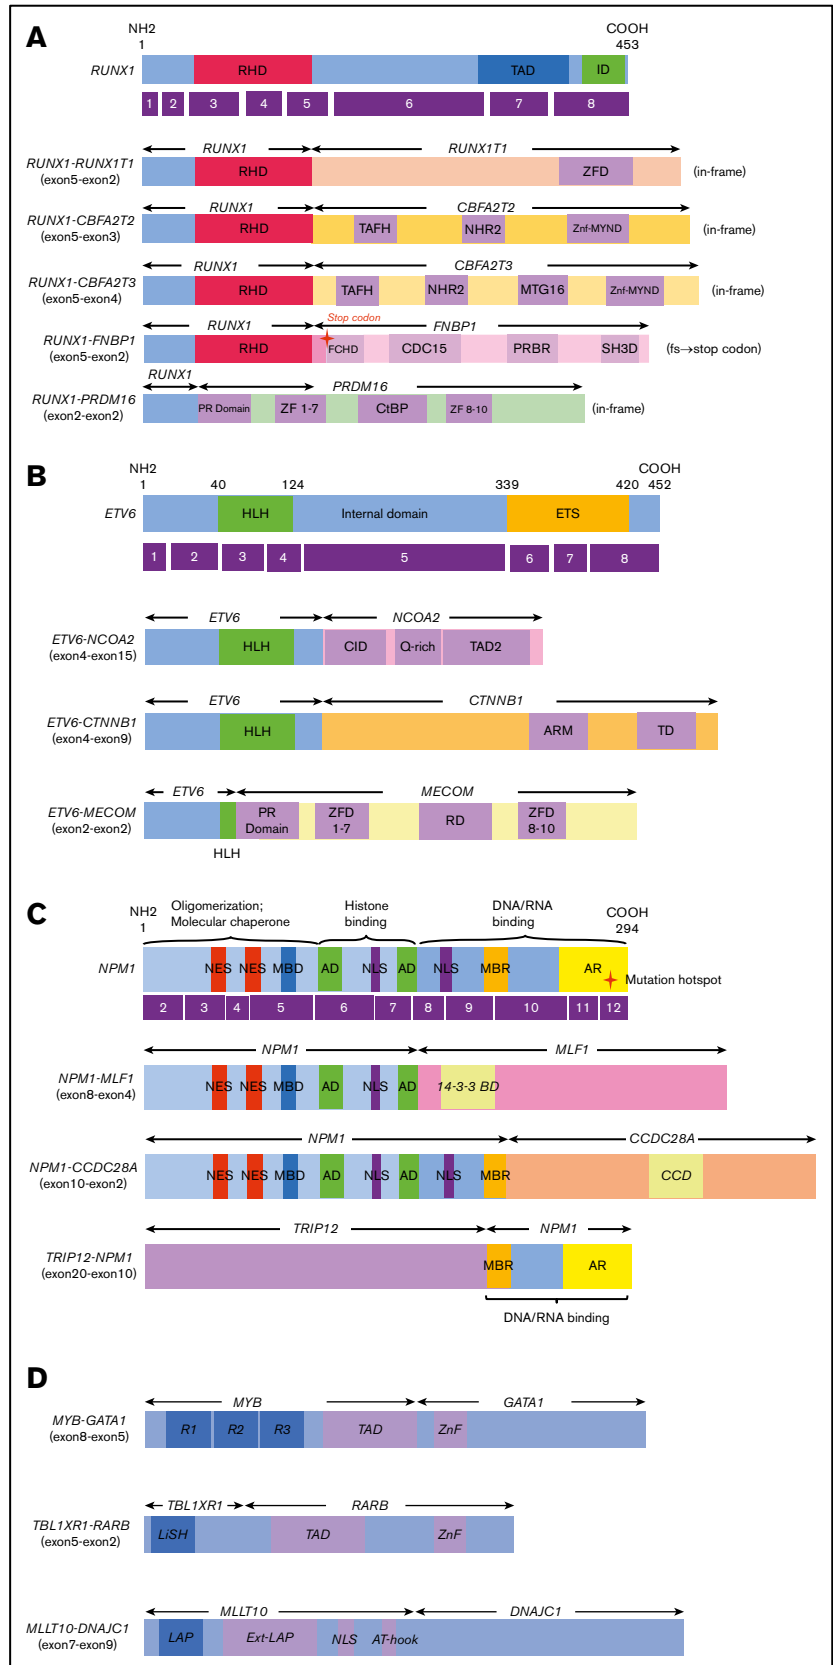 A
NH2 COOH
1 453
RUNX1 RHD TAD ID
1 2 3 4 5 6 7 8
RUNX1 RUNX1T1
RUNX1-RUNX1T1 RHD ZFD (in-frame)
(exon5-exon2)
RUNX1 CBFA2T2
RUNX1-CBFA2T2 RHD TAFH NHR2 Znf-MYND (in-frame)
(exon5-exon3)
RUNX1 CBFA2T3
RUNX1-CBFA2T3 RHD TAFH NHR2 MTG16 Znf-MYND (in-frame)
(exon5-exon4)
Stop codon
RUNX1 FNBP1
RUNX1-FNBP1 RHD FCHD CDC15 PRBR SH3D (fs→stop codon)
(exon5-exon2)
RUNX1 PRDM16
RUNX1-PRDM16 PR Domain ZF 1-7 CtBP ZF 8-10 (in-frame)
(exon2-exon2)
B
NH2 COOH
1 40 124 339 420 452
ETV6 HLH Internal domain ETS
1 2 3 4 5 6 7 8
ETV6 NCOA2
ETV6-NCOA2 HLH CID Q-rich TAD2
(exon4-exon15)
ETV6 CTNNB1
ETV6-CTNNB1 HLH ARM TD
(exon4-exon9)
ETV6 MECOM
ETV6-MECOM PR Domain ZFD 1-7 RD ZFD 8-10
(exon2-exon2)
HLH
C
NH2 Oligomerization; Molecular chaperone Histone binding DNA/RNA binding COOH
1 294
NPM1 NES NES MBD AD NLS AD NLS MBR AR Mutation hotspot
2 3 4 5 6 7 8 9 10 11 12
NPM1 MLF1
NPM1-MLF1 NES NES MBD AD NLS AD 14-3-3 BD
(exon8-exon4)
NPM1 CCDC28A
NPM1-CCDC28A NES NES MBD AD NLS AD NLS MBR CCD
(exon10-exon2)
TRIP12 NPM1
TRIP12-NPM1 MBR AR
(exon20-exon10)
DNA/RNA binding
D
MYB GATA1
MYB-GATA1 R1 R2 R3 TAD ZnF
(exon8-exon5)
TBL1XR1 RARB
TBL1XR1-RARB LiSH TAD ZnF
(exon5-exon2)
MLLT10 DNAJC1
MLLT10-DNAJC1 LAP Ext-LAP NLS AT-hook
(exon7-exon9)